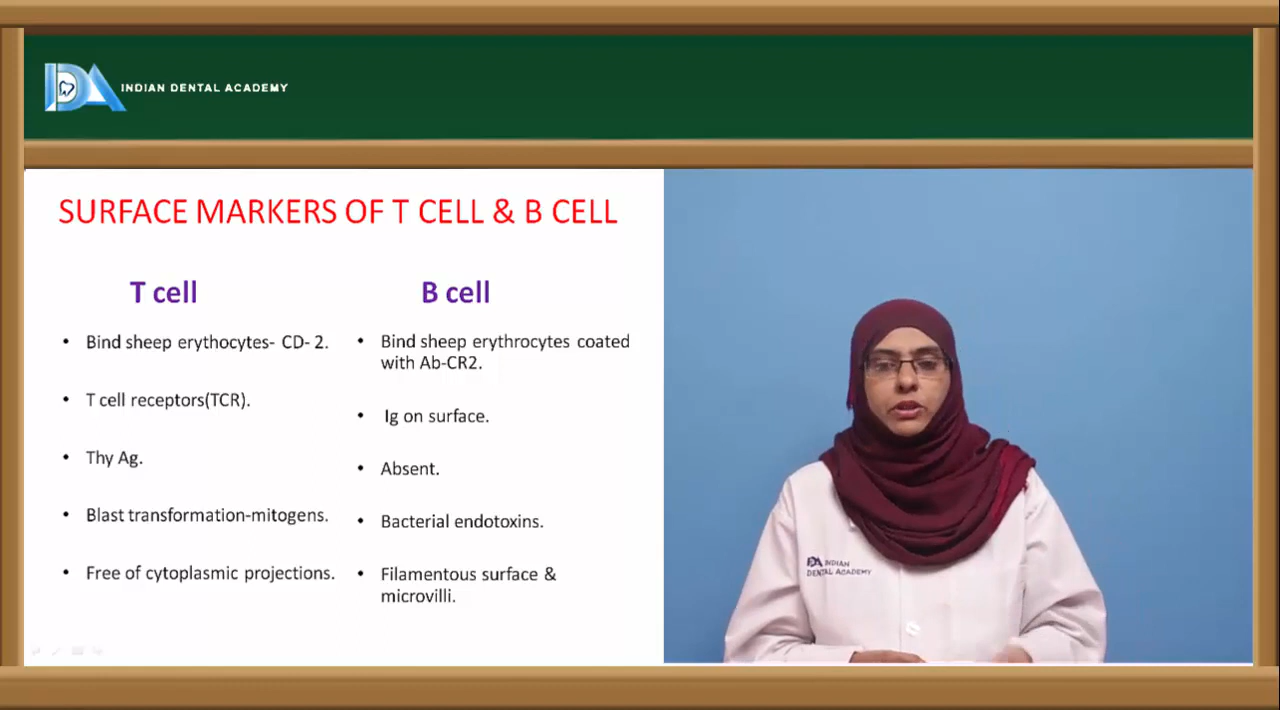 INDIAN DENTAL ACADEMY
SURFACE MARKERS OF T CELL & B CELL
T cell
• Bind sheep erythocytes- CD- 2.
• T cell receptors(TCR).
• Thy Ag.
• Blast transformation-mitogens.
• Free of cytoplasmic projections.
B cell
• Bind sheep erythrocytes coated
with Ab-CR2.
• Ig on surface.
• Absent.
• Bacterial endotoxins.
• Filamentous surface &
microvilli.
INDIAN
DENTAL ACADEMY